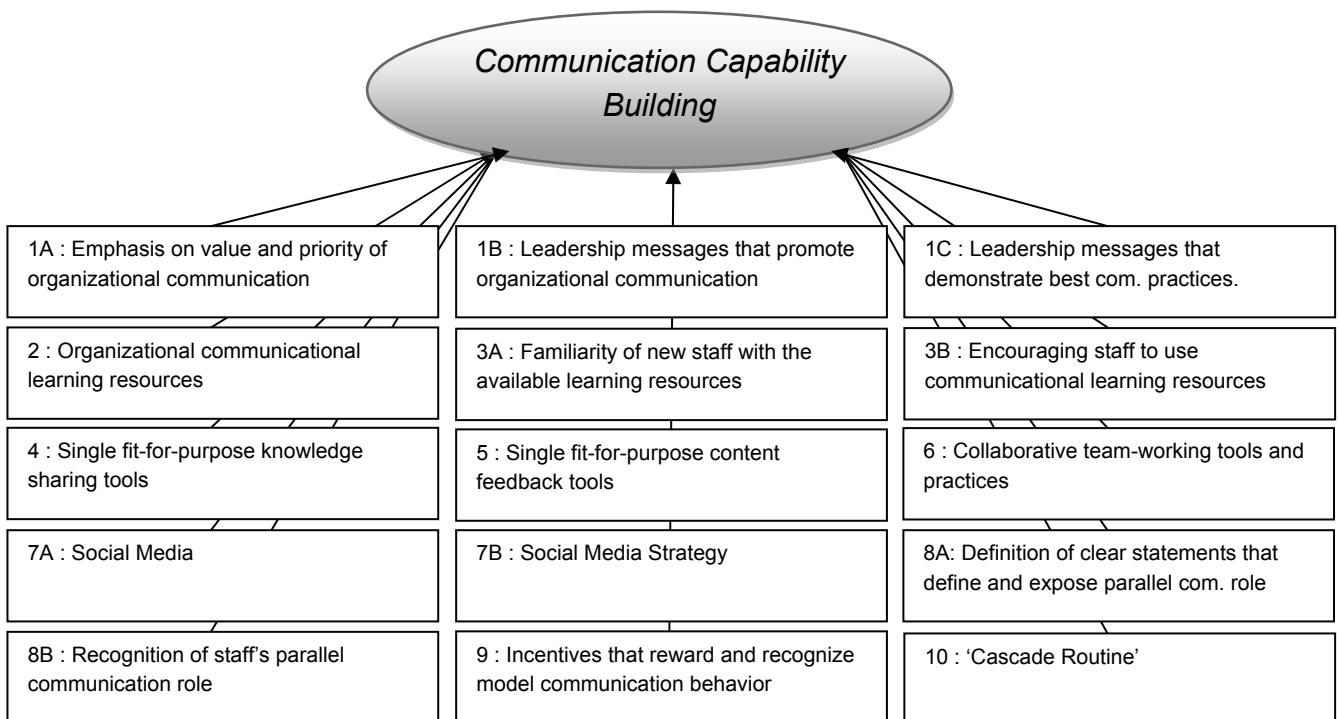 Communication Capability
Building
1A : Emphasis on value and priority of
organizational communication
1B : Leadership messages that promote
organizational communication
1C : Leadership messages that
demonstrate best com. practices.
2 : Organizational communicational
learning resources
3A : Familiarity of new staff with the
available learning resources
3B : Encouraging staff to use
communicational learning resources
4 : Single fit-for-purpose knowledge
sharing tools
5 : Single fit-for-purpose content
feedback tools
6 : Collaborative team-working tools and
practices
7A : Social Media
7B : Social Media Strategy
8A: Definition of clear statements that
define and expose parallel com. role
8B : Recognition of staff’s parallel
communication role
9 : Incentives that reward and recognize
model communication behavior
10 : ‘Cascade Routine’